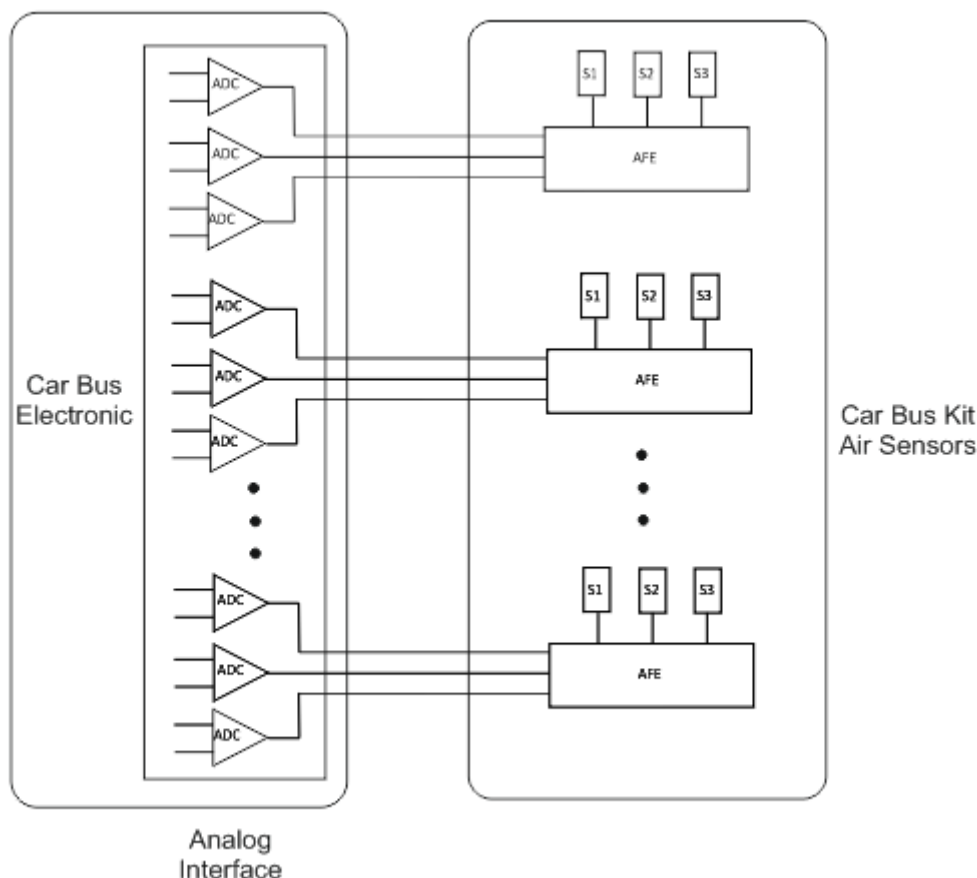 ADC
S1 S2 S3
ADC
AFE
ADC
ADC
S1 S2 S3
ADC
AFE
Car Bus
Electronic
ADC
Car Bus Kit
Air Sensors
ADC
S1 S2 S3
ADC
AFE
ADC
Analog
Interface